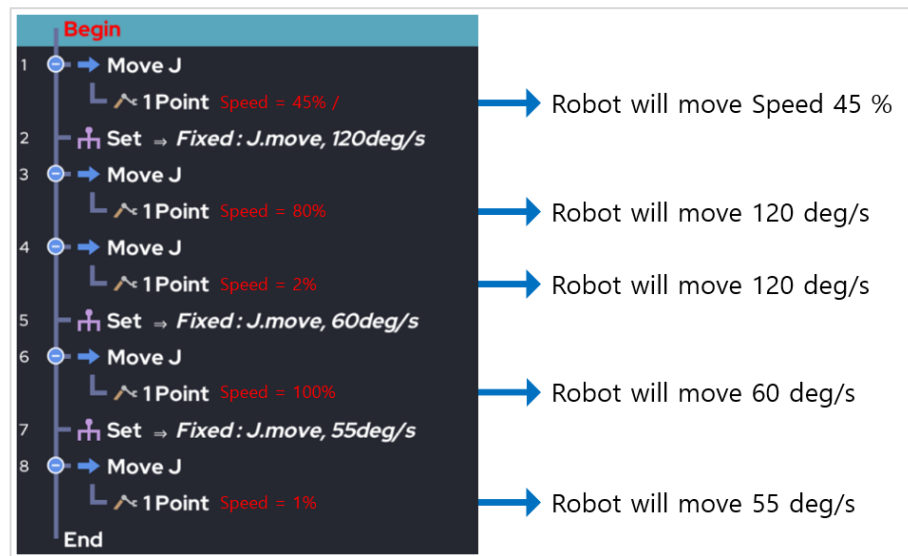 Begin
1 Move J
1Point Speed = 45% / Robot will move Speed 45 %
2 Set ⇒ Fixed : J.move, 120deg/s
3 Move J
1Point Speed = 80% Robot will move 120 deg/s
4 Move J
1Point Speed = 2% Robot will move 120 deg/s
5 Set ⇒ Fixed : J.move, 60deg/s
6 Move J
1Point Speed = 100% Robot will move 60 deg/s
7 Set ⇒ Fixed : J.move, 55deg/s
8 Move J
1Point Speed = 1% Robot will move 55 deg/s
End